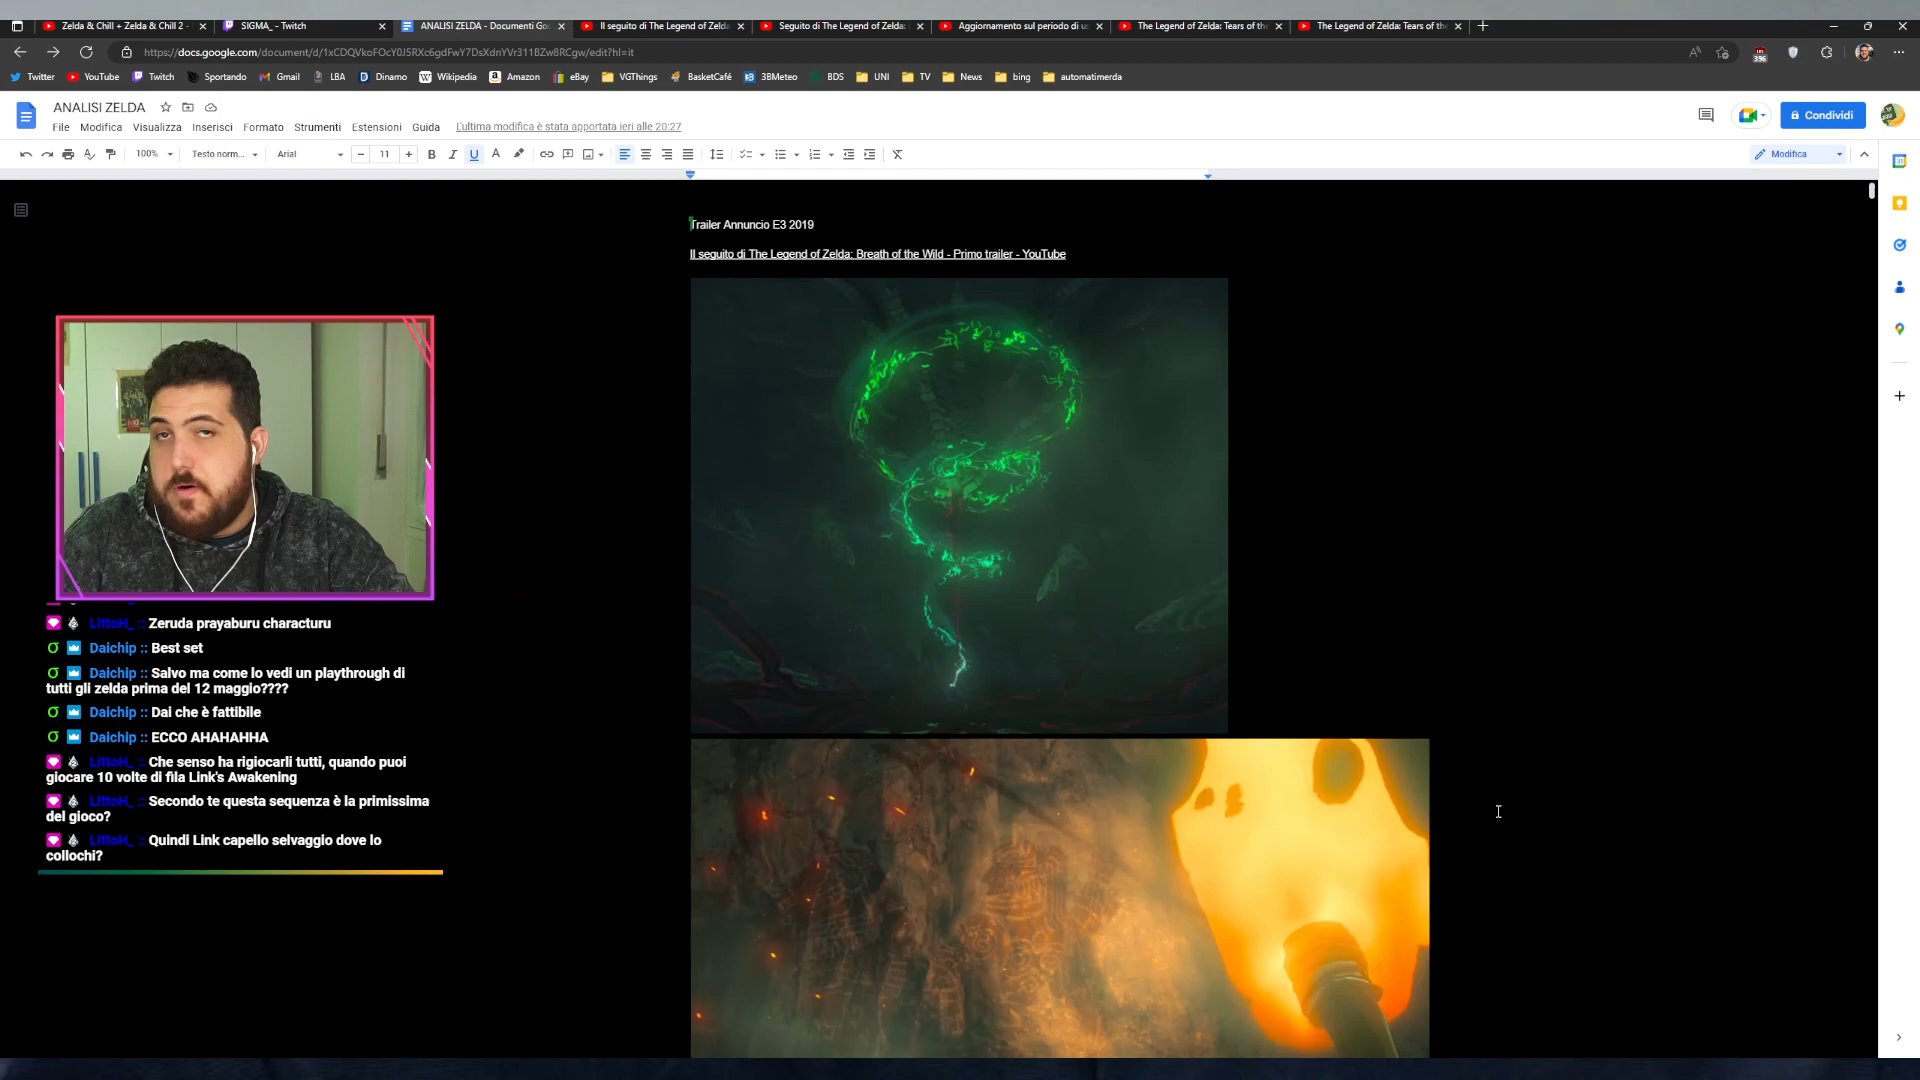 Zelda & Chill + Zelda & Chill 2 -
SIGMA_ - Twitch
ANALISI ZELDA - Documenti Go
Il seguito di The Legend of Zelda
Seguito di The Legend of Zelda:
Aggiornamento sul periodo di u
The Legend of Zelda: Tears of th
The Legend of Zelda: Tears of the
https://docs.google.com/document/d/1xCDQVkoFOcY0J5RXc6gdFwY7DsXdnYVr311BZw8RCgw/edit?hl=it
396
Twitter
YouTube
Twitch
Sportando
Gmail
LBA
Dinamo
Wikipedia
Amazon
eBay
VGThings
BasketCafé
3BMeteo
BDS
UNI
TV
News
bing
automatimerda
ANALISI ZELDA
File
Modifica
Visualizza
Inserisci
Formato
Strumenti
Estensioni
Guida
L'ultima modifica è stata apportata ieri alle 20:27
Condividi
100%
Testo norm...
Arial
11
Modifica
Trailer Annuncio E3 2019
Il seguito di The Legend of Zelda: Breath of the Wild - Primo trailer - YouTube
LittoH_ :: Zeruda prayaburu characturu
Daichip :: Best set
Daichip :: Salvo ma come lo vedi un playthrough di
tutti gli zelda prima del 12 maggio????
Daichip :: Dai che è fattibile
Daichip :: ECCO AHAHAHHA
LittoH_ :: Che senso ha rigiocarli tutti, quando puoi
giocare 10 volte di fila Link's Awakening
LittoH_ :: Secondo te questa sequenza è la primissima
del gioco?
LittoH_ :: Quindi Link capello selvaggio dove lo
collochi?